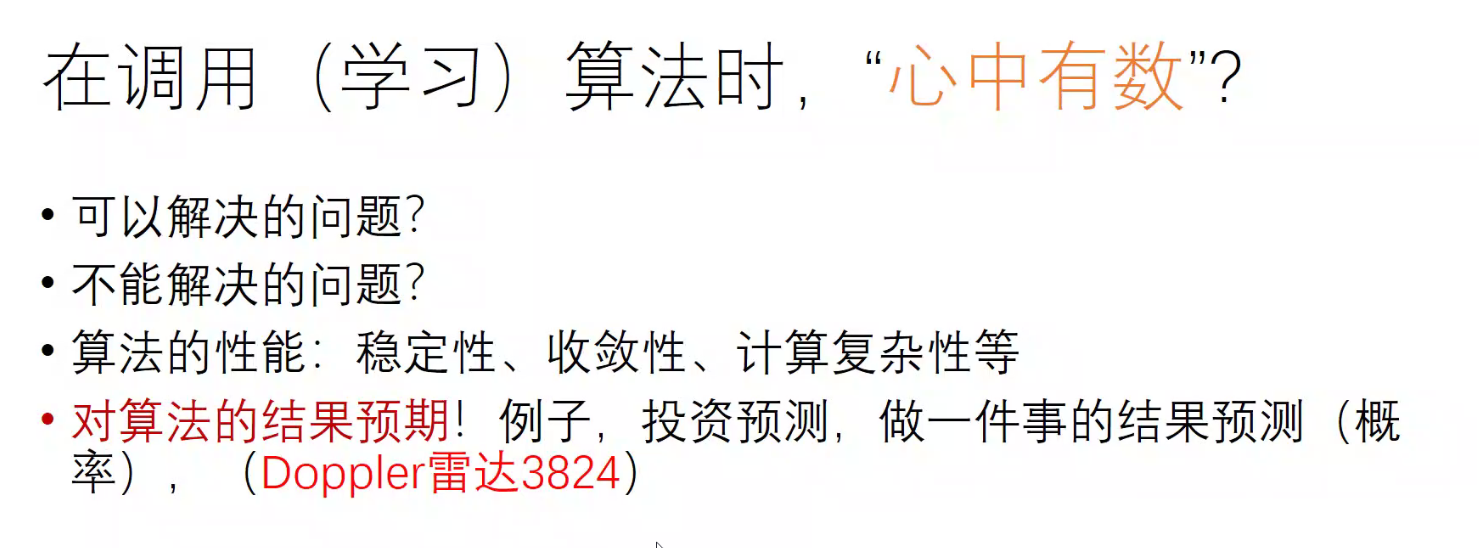 在调用（学习）算法时，“心中有数”？
• 可以解决的问题？
• 不能解决的问题？
• 算法的性能：稳定性、收敛性、计算复杂性等
• 对算法的结果预期！例子，投资预测，做一件事的结果预测（概
率），（Doppler雷达3824）